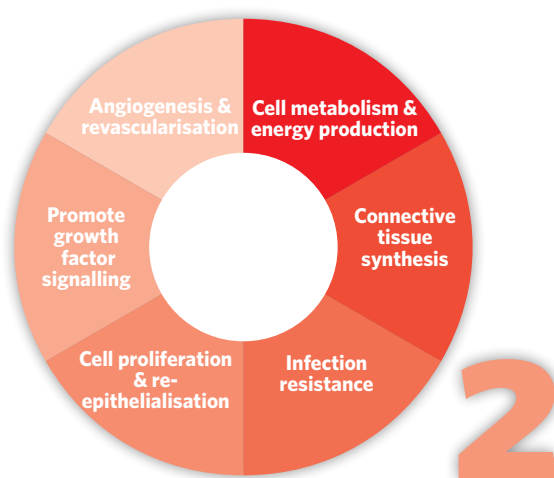 Angiogenesis &
revascularisation
Cell metabolism &
energy production
Connective
tissue
synthesis
Infection
resistance
Cell proliferation
& re-
epithelialisation
Promote
growth
factor
signalling
2